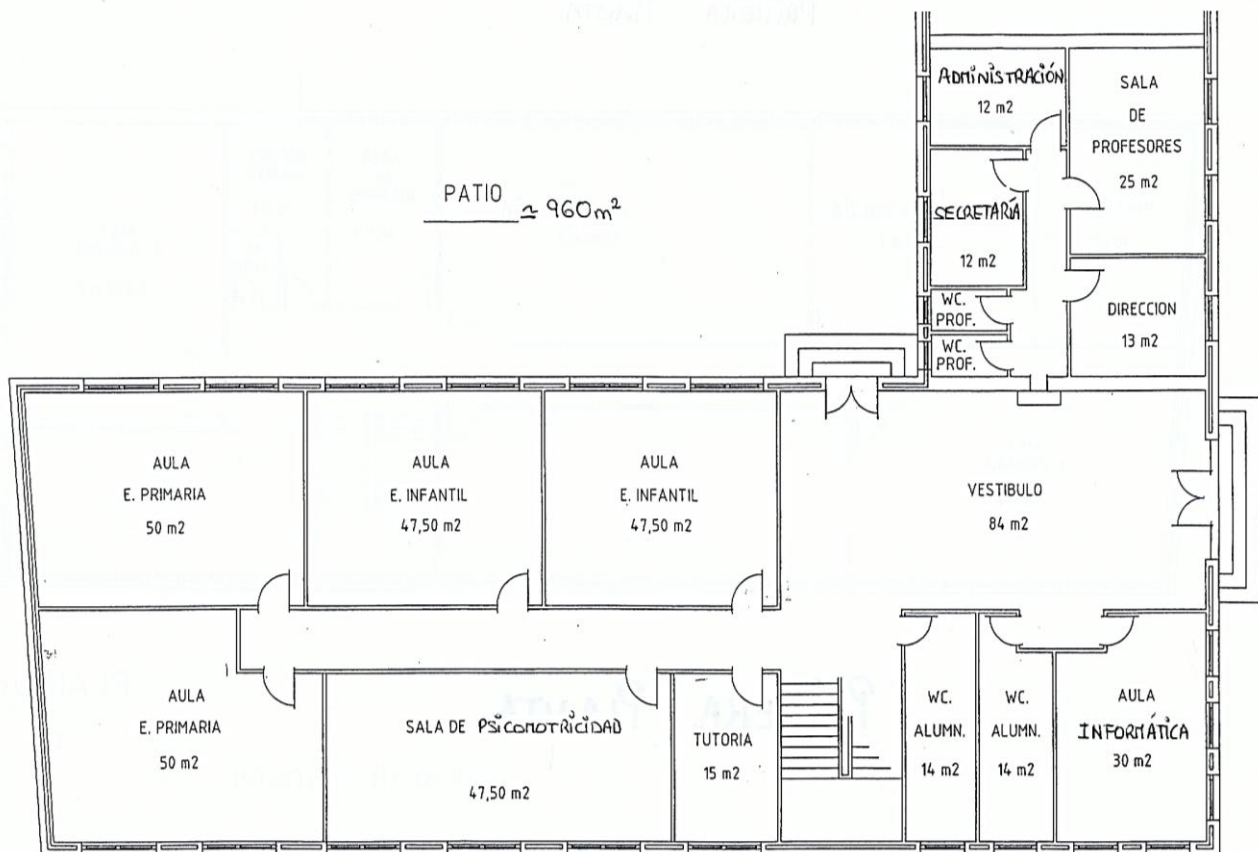 ADMINISTRACIÓN
12 m2
SALA
DE
PROFESORES
25 m2
PATIO ≃ 960 m²
SECRETARÍA
12 m2
WC.
PROF.
WC.
PROF.
DIRECCION
13 m2
AULA
E. PRIMARIA
50 m2
AULA
E. INFANTIL
47,50 m2
AULA
E. INFANTIL
47,50 m2
VESTIBULO
84 m2
AULA
E. PRIMARIA
50 m2
SALA DE PSICOMOTRICIDAD
47,50 m2
TUTORIA
15 m2
WC.
ALUMN.
14 m2
WC.
ALUMN.
14 m2
AULA
INFORMÁTICA
30 m2